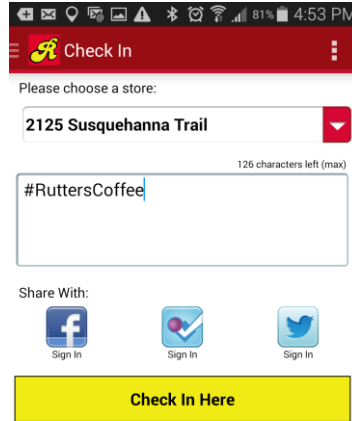 81% 4:53 PM
R Check In
Please choose a store:
2125 Susquehanna Trail
126 characters left (max)
#RuttersCoffee
Share With:
f
Sign In Sign In Sign In
Check In Here